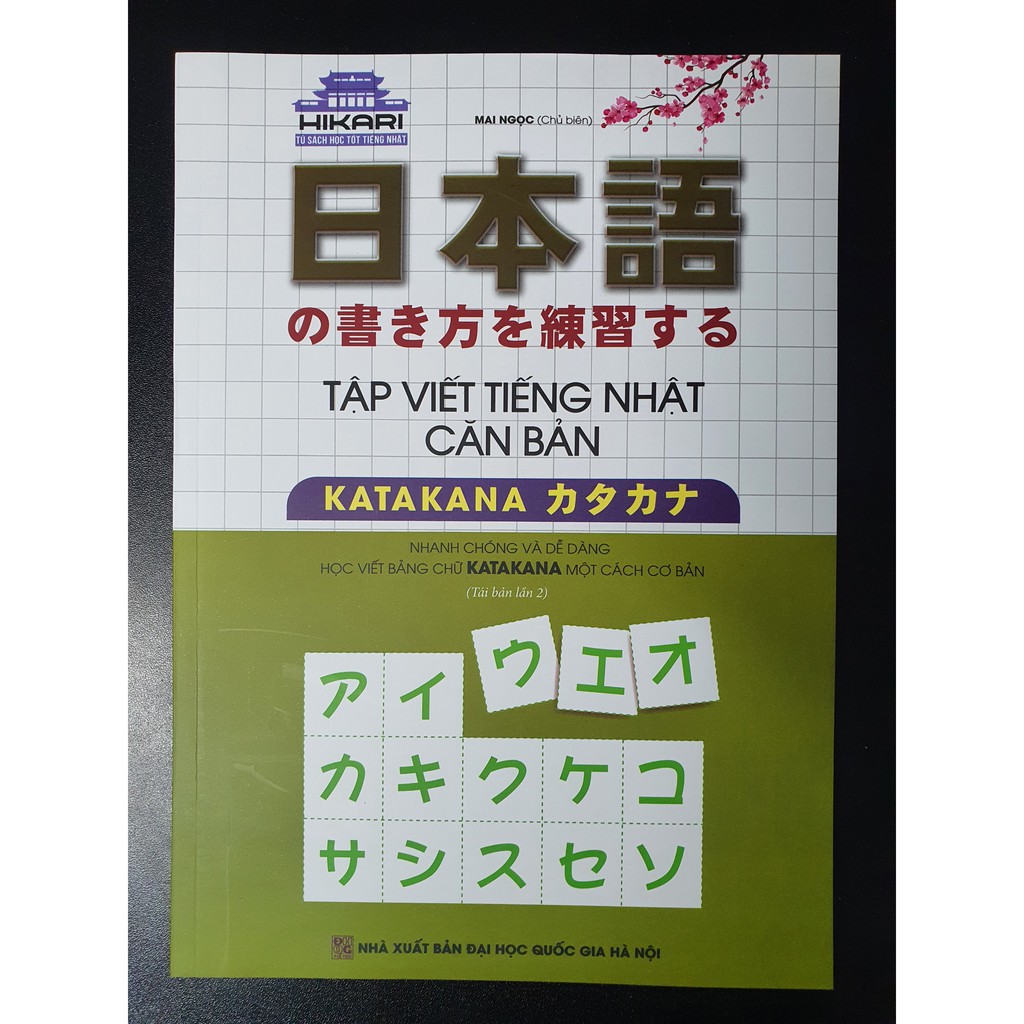 HIKARI
TỦ SÁCH HỌC TỐT TIẾNG NHẬT
MAI NGỌC (Chủ biên)
日本語
の書き方を練習する
TẬP VIẾT TIẾNG NHẬT
CĂN BẢN
KATAKANA カタカナ
NHANH CHÓNG VÀ DỄ DÀNG
HỌC VIẾT BẢNG CHỮ KATAKANA MỘT CÁCH CƠ BẢN
(Tái bản lần 2)
ア イ ウ エ オ
カ キ ク ケ コ
サ シ ス セ ソ
NHÀ XUẤT BẢN ĐẠI HỌC QUỐC GIA HÀ NỘI